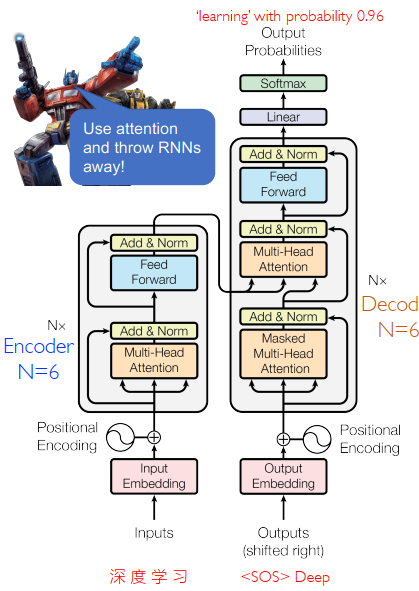 'learning' with probability 0.96
Output
Probabilities
Softmax
Linear
Use attention
and throw RNNs
away!
Add & Norm
Feed
Forward
Add & Norm
Multi-Head
Attention
Add & Norm
Masked
Multi-Head
Attention
N×
Decod
N=6
Add & Norm
Feed
Forward
Add & Norm
Multi-Head
Attention
N×
Encoder
N=6
Positional
Encoding
Positional
Encoding
Input
Embedding
Output
Embedding
Inputs
Outputs
(shifted right)
深 度 学 习
<SOS> Deep